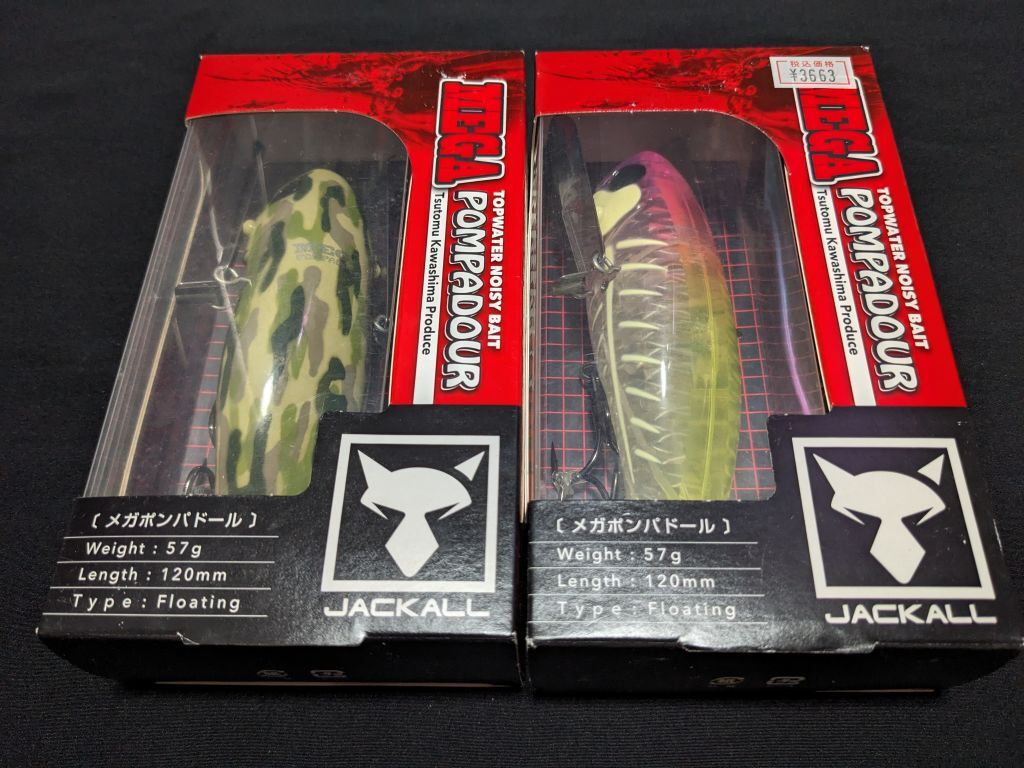 MEGA
POMPADOUR
TOPWATER NOISY BAIT
Tsutomu Kawashima Produce
〔 メガポンパドール 〕
Weight : 57g
Length : 120mm
Type : Floating
JACKALL
税込価格
¥3663
MEGA
POMPADOUR
TOPWATER NOISY BAIT
Tsutomu Kawashima Produce
〔 メガポンパドール 〕
Weight : 57g
Length : 120mm
Type : Floating
JACKALL